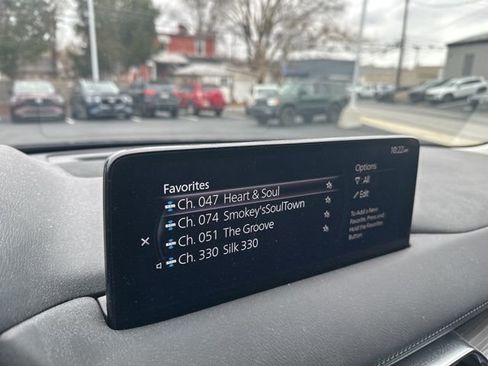 10:22
Favorites
Options
Ch. 047 Heart & Soul
: All
Ch. 074 Smokey'sSoulTown
Edit
Ch. 051 The Groove
Ch. 330 Silk 330
To Add a New
Favorite, Press and
Hold the Favorites
Button